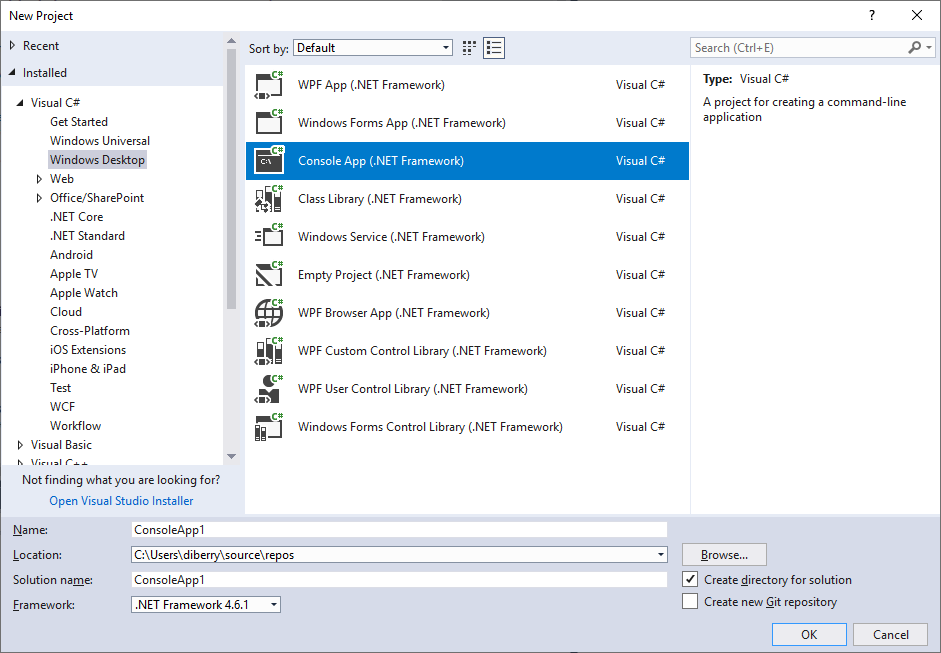 New Project
?
Recent
Installed
Visual C#
Get Started
Windows Universal
Windows Desktop
Web
Office/SharePoint
.NET Core
.NET Standard
Android
Apple TV
Apple Watch
Cloud
Cross-Platform
iOS Extensions
iPhone & iPad
Test
WCF
Workflow
Visual Basic
Visual C++
Not finding what you are looking for?
Open Visual Studio Installer
Sort by: Default
C# WPF App (.NET Framework) Visual C#
C# Windows Forms App (.NET Framework) Visual C#
C# C:\ Console App (.NET Framework) Visual C#
C# Class Library (.NET Framework) Visual C#
C# Windows Service (.NET Framework) Visual C#
C# Empty Project (.NET Framework) Visual C#
C# WPF Browser App (.NET Framework) Visual C#
C# WPF Custom Control Library (.NET Framework) Visual C#
C# WPF User Control Library (.NET Framework) Visual C#
C# Windows Forms Control Library (.NET Framework) Visual C#
Search (Ctrl+E)
Type: Visual C#
A project for creating a command-line
application
Name: ConsoleApp1
Location: C:\Users\diberry\source\repos
Browse...
Solution name: ConsoleApp1
Create directory for solution
Framework: .NET Framework 4.6.1
Create new Git repository
OK Cancel